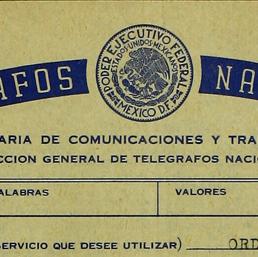 AFOS NA
PODER EJECUTIVO FEDERAL
ESTADOS UNIDOS MEXICANOS
MEXICO D.F.
ARIA DE COMUNICACIONES Y TRA
CCION GENERAL DE TELEGRAFOS NACI
ALABRAS VALORES
SERVICIO QUE DESEE UTILIZAR) ORD